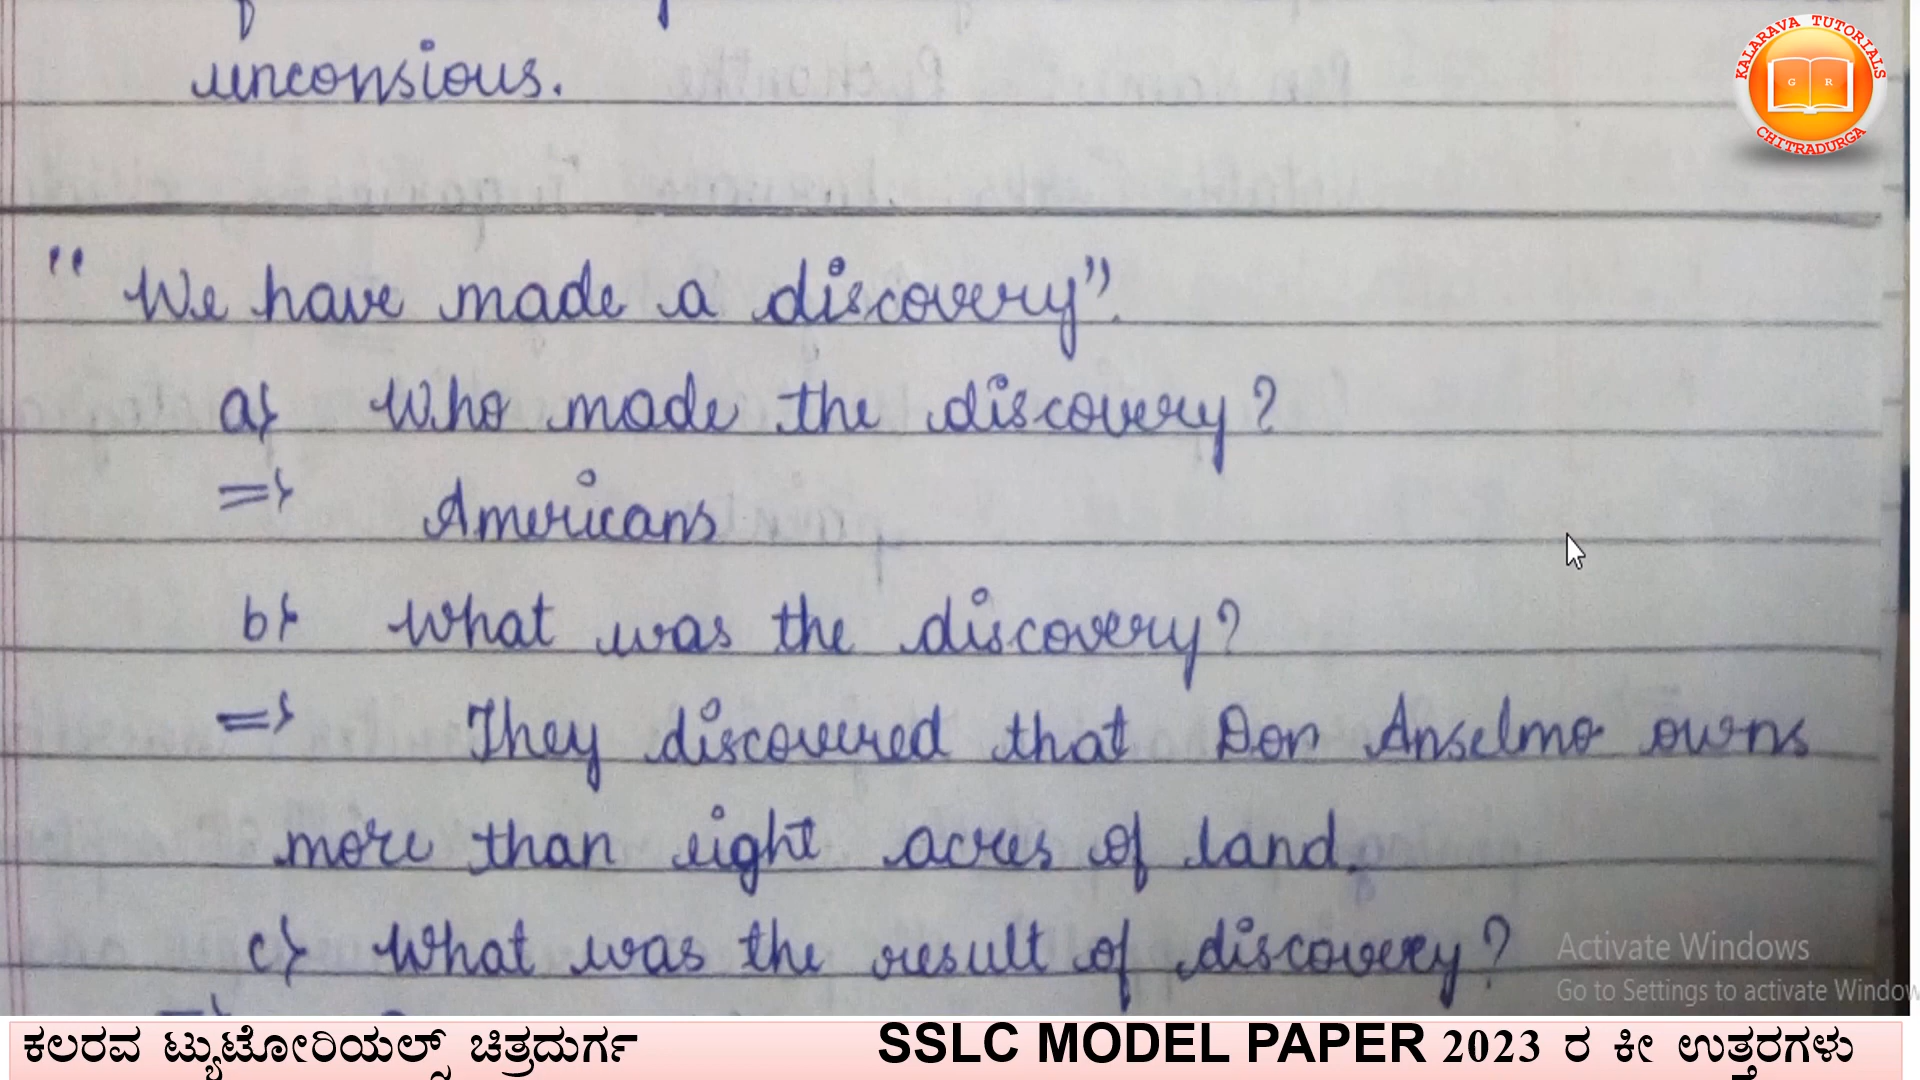 unconsious.
KALARAVA TUTORIALS
G R
CHITRADURGA
"We have made a discovery".
a) Who made the discovery?
=> Americans
b) What was the discovery?
=> They discovered that Don Anselmo owns
more than eight acres of land.
c) What was the result of discovery?
Activate Windows
Go to Settings to activate Window
ಕಲರವ ಟ್ಯುಟೋರಿಯಲ್ಸ್ ಚಿತ್ರದುರ್ಗ SSLC MODEL PAPER 2023 ರ ಕೀ ಉತ್ತರಗಳು